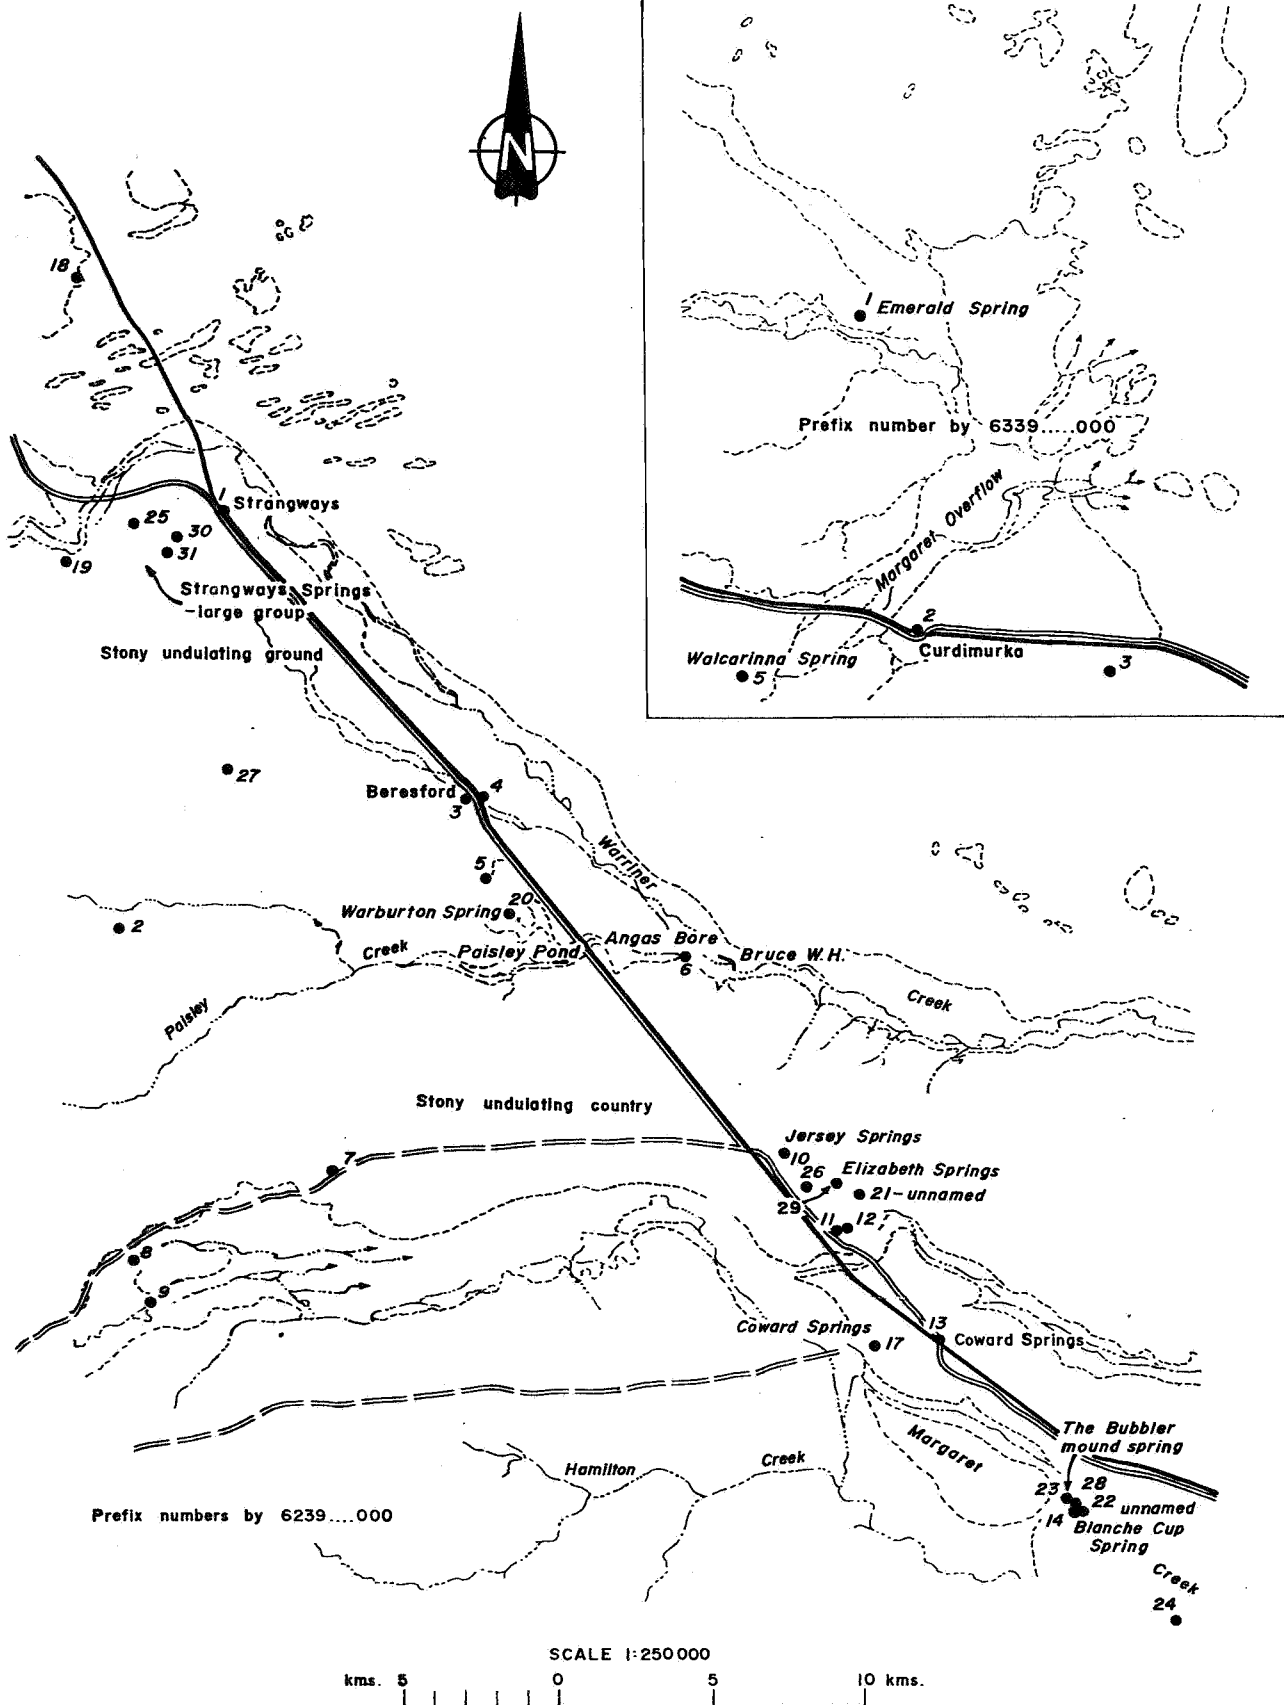 N
18
1
Emerald Spring
Prefix number by 6339.....000
Margaret Overflow
2
Curdimurka
3
Walcarinna Spring
5
1
Strangways
25
30
31
19
Strangways Springs
-large group
Stony undulating ground
27
Beresford
4
3
Warriner
5
20
Warburton Spring
2
Creek
Paisley Pond
Angas Bore
6
Bruce W.H.
Creek
Paisley
Stony undulating country
Jersey Springs
10
26
Elizabeth Springs
21-unnamed
29
11
12
7
8
9
13
Coward Springs
17
Coward Springs
The Bubbler
mound spring
Margaret
Hamilton
Creek
23
28
22 unnamed
14
Blanche Cup
Spring
Prefix numbers by 6239....000
Creek
24
SCALE 1:250000
kms. 5 0 5 10 kms.